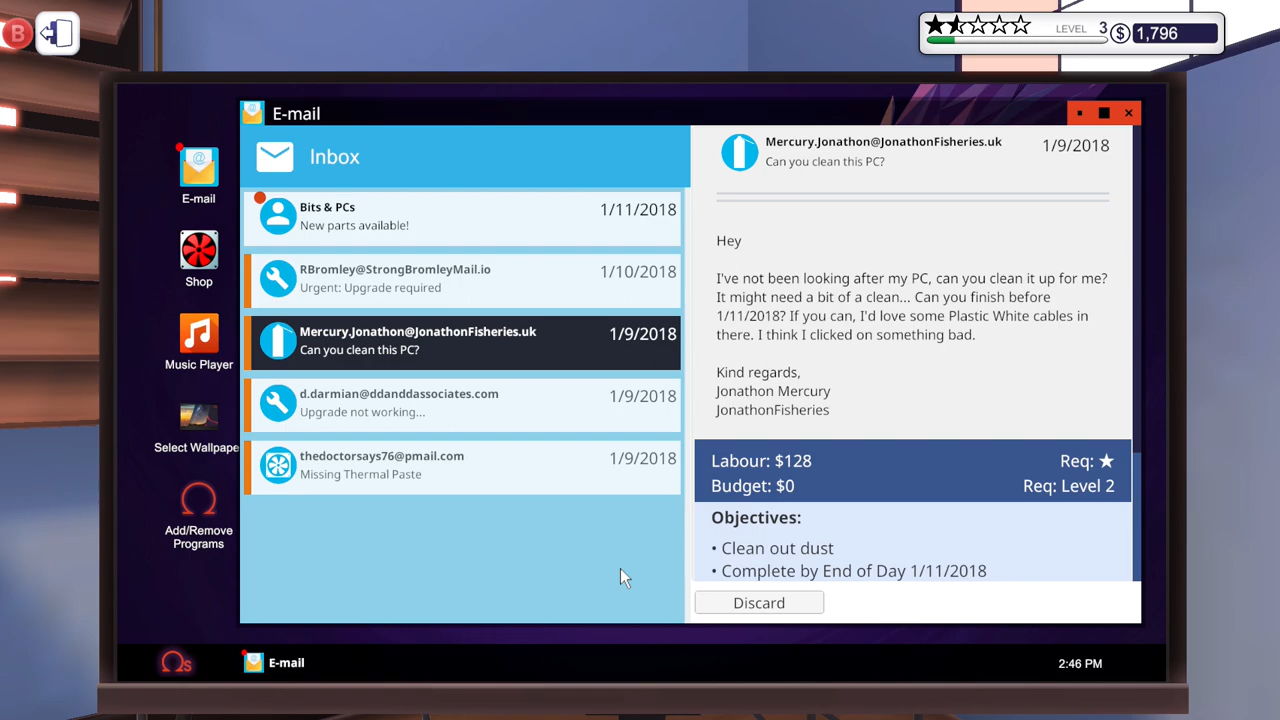 B
LEVEL 3 $ 1,796
E-mail
Inbox
Bits & PCs 1/11/2018
New parts available!
RBromley@StrongBromleyMail.io 1/10/2018
Urgent: Upgrade required
Mercury.Jonathon@JonathonFisheries.uk 1/9/2018
Can you clean this PC?
d.darmian@ddanddassociates.com 1/9/2018
Upgrade not working...
thedoctorsays76@pmail.com 1/9/2018
Missing Thermal Paste
Mercury.Jonathon@JonathonFisheries.uk 1/9/2018
Can you clean this PC?
Hey
I've not been looking after my PC, can you clean it up for me?
It might need a bit of a clean... Can you finish before
1/11/2018? If you can, I'd love some Plastic White cables in
there. I think I clicked on something bad.
Kind regards,
Jonathon Mercury
JonathonFisheries
Labour: $128 Req: ★
Budget: $0 Req: Level 2
Objectives:
• Clean out dust
• Complete by End of Day 1/11/2018
Discard
@
E-mail
Shop
Music Player
Select Wallpape
Add/Remove
Programs
Ωs
E-mail
2:46 PM